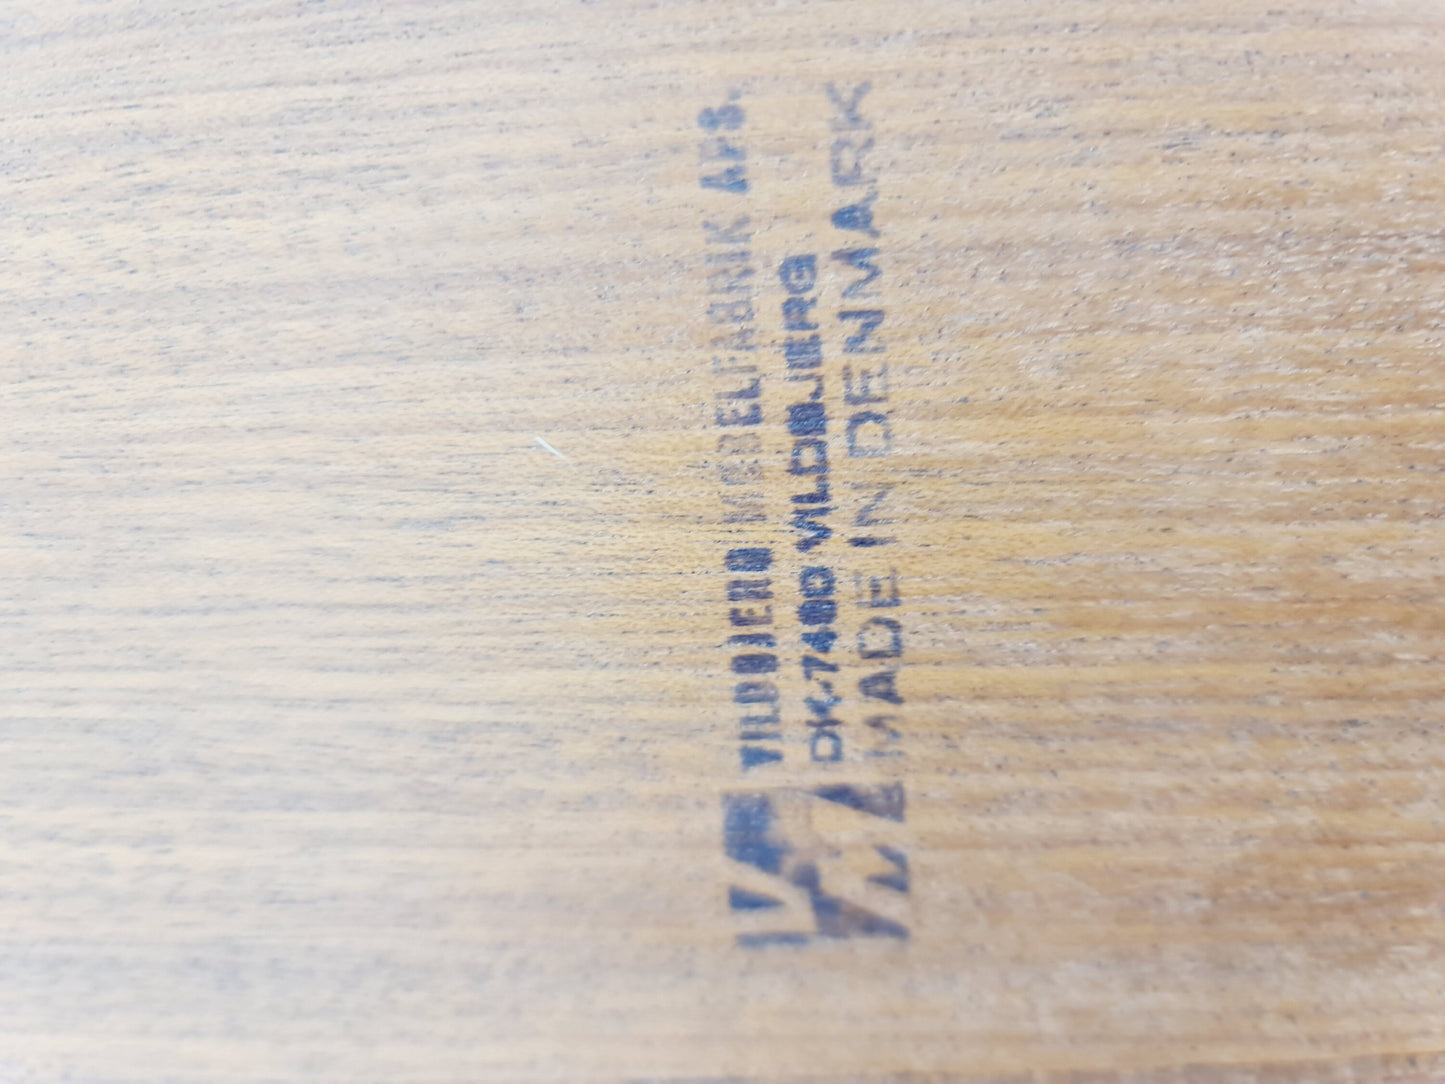 VILDBJERG MØBELFABRIK APS.
DK-7480 VILDBJERG
MADE IN DENMARK